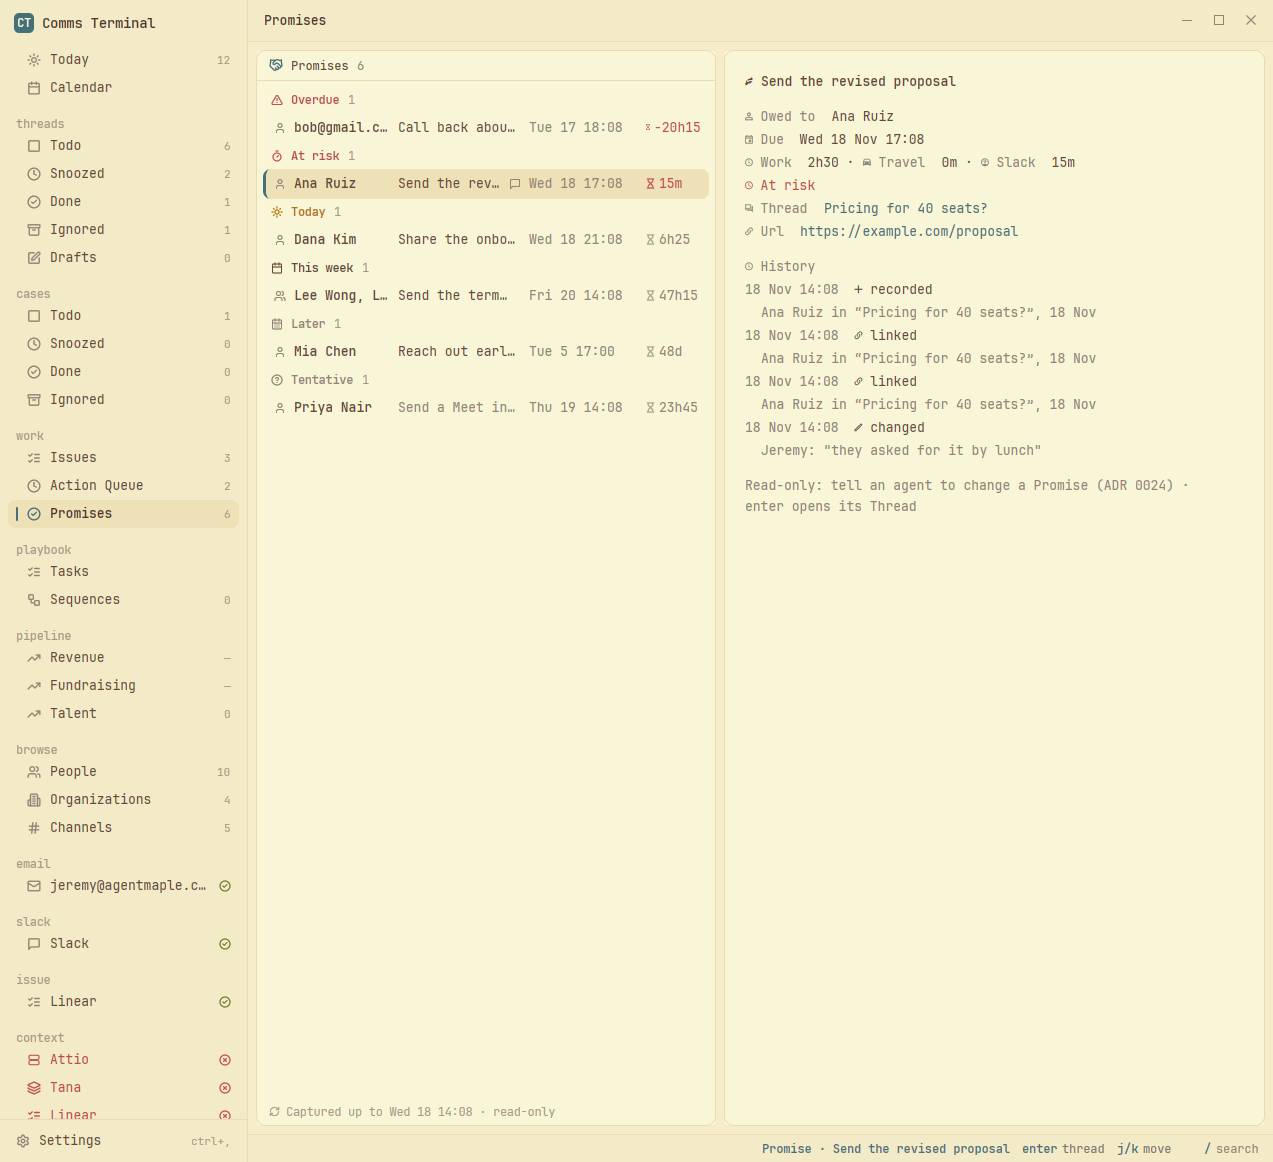 CT Comms Terminal
Today 12
Calendar
threads
Todo 6
Snoozed 2
Done 1
Ignored 1
Drafts 0
cases
Todo 1
Snoozed 0
Done 0
Ignored 0
work
Issues 3
Action Queue 2
Promises 6
playbook
Tasks
Sequences 0
pipeline
Revenue —
Fundraising —
Talent 0
browse
People 10
Organizations 4
Channels 5
email
jeremy@agentmaple.c…
slack
Slack
issue
Linear
context
Attio
Tana
Linear
Settings ctrl+,
Promises
Promises 6
Overdue 1
bob@gmail.c… Call back abou… Tue 17 18:08 -20h15
At risk 1
Ana Ruiz Send the rev… Wed 18 17:08 15m
Today 1
Dana Kim Share the onbo… Wed 18 21:08 6h25
This week 1
Lee Wong, L… Send the term… Fri 20 14:08 47h15
Later 1
Mia Chen Reach out earl… Tue 5 17:00 48d
Tentative 1
Priya Nair Send a Meet in… Thu 19 14:08 23h45
Captured up to Wed 18 14:08 · read-only
Send the revised proposal
Owed to Ana Ruiz
Due Wed 18 Nov 17:08
Work 2h30 · Travel 0m · Slack 15m
At risk
Thread Pricing for 40 seats?
Url https://example.com/proposal
History
18 Nov 14:08 + recorded
Ana Ruiz in “Pricing for 40 seats?”, 18 Nov
18 Nov 14:08 linked
Ana Ruiz in “Pricing for 40 seats?”, 18 Nov
18 Nov 14:08 linked
Ana Ruiz in “Pricing for 40 seats?”, 18 Nov
18 Nov 14:08 changed
Jeremy: "they asked for it by lunch"
Read-only: tell an agent to change a Promise (ADR 0024) ·
enter opens its Thread
Promise · Send the revised proposal enter thread j/k move / search